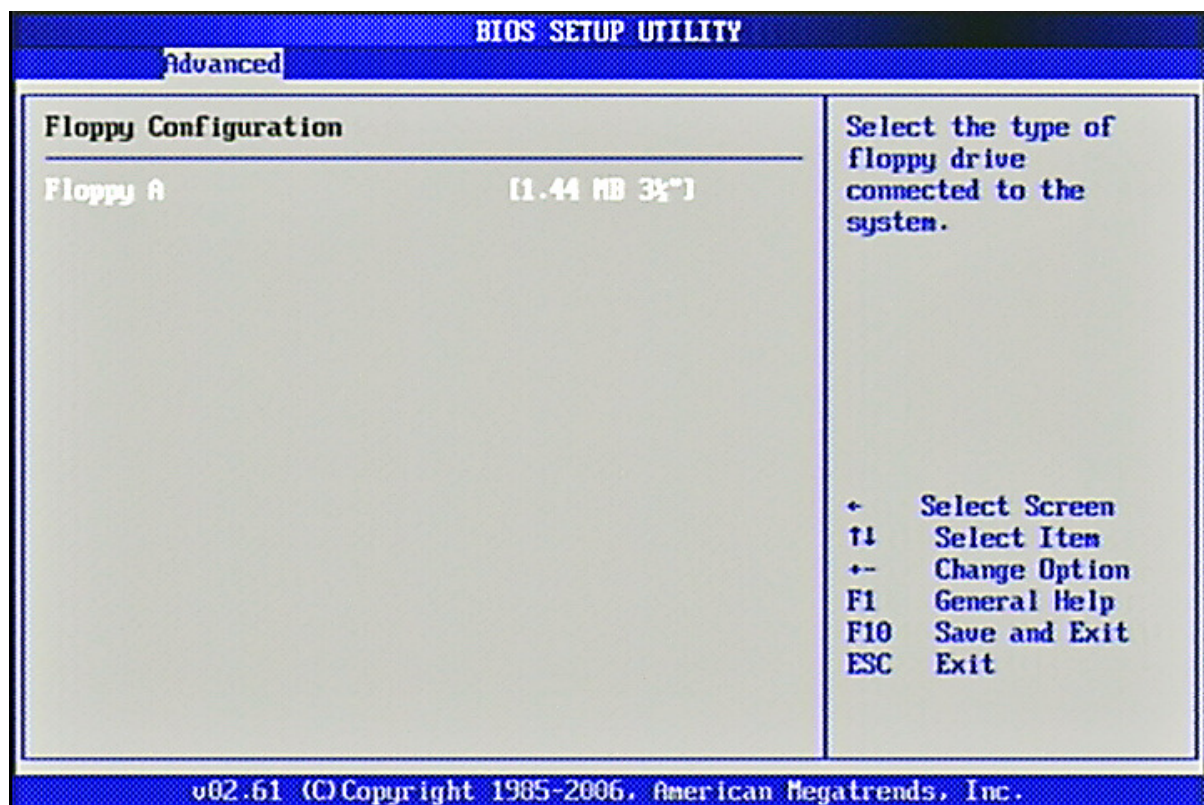 BIOS SETUP UTILITY
Advanced
Floppy Configuration
Floppy A [1.44 MB 3½"]
Select the type of
floppy drive
connected to the
system.
← Select Screen
↑↓ Select Item
+- Change Option
F1 General Help
F10 Save and Exit
ESC Exit
v02.61 (C)Copyright 1985-2006, American Megatrends, Inc.